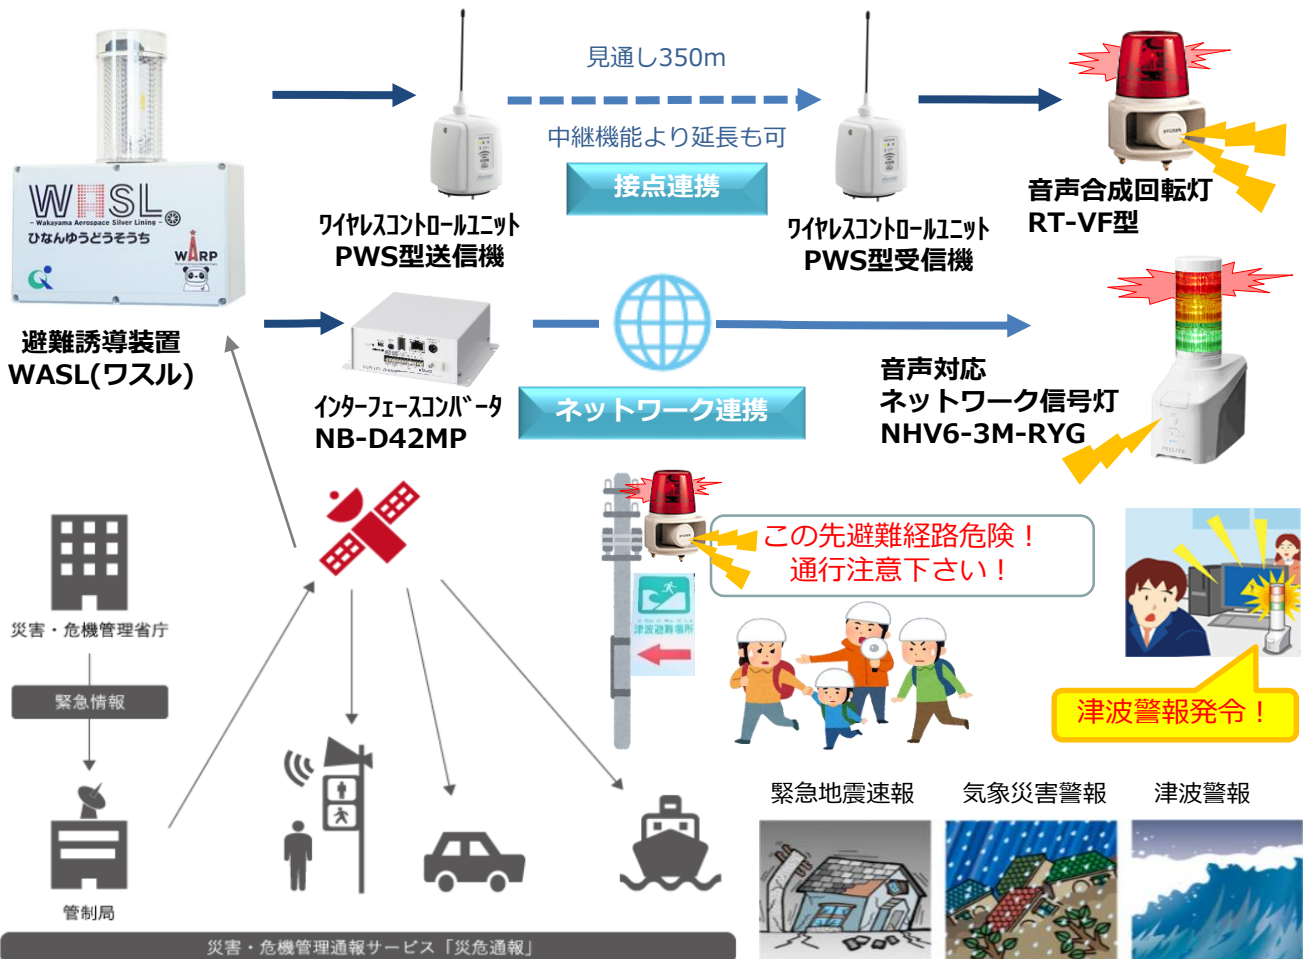 見通し350m
中継機能より延長も可
接点連携
WASL
- Wakayama Aerospace Silver Lining -
ひなんゆうどうそうち
WARP
ﾜｲﾔﾚｽｺﾝﾄﾛｰﾙﾕﾆｯﾄ
PWS型送信機
ﾜｲﾔﾚｽｺﾝﾄﾛｰﾙﾕﾆｯﾄ
PWS型受信機
音声合成回転灯
RT-VF型
避難誘導装置
WASL(ワスル)
ｲﾝﾀｰﾌｪｰｽｺﾝﾊﾞｰﾀ
NB-D42MP
ネットワーク連携
音声対応
ネットワーク信号灯
NHV6-3M-RYG
この先避難経路危険！
通行注意下さい！
津波避難場所
津波警報発令！
災害・危機管理省庁
緊急情報
管制局
災害・危機管理通報サービス「災危通報」
緊急地震速報
気象災害警報
津波警報